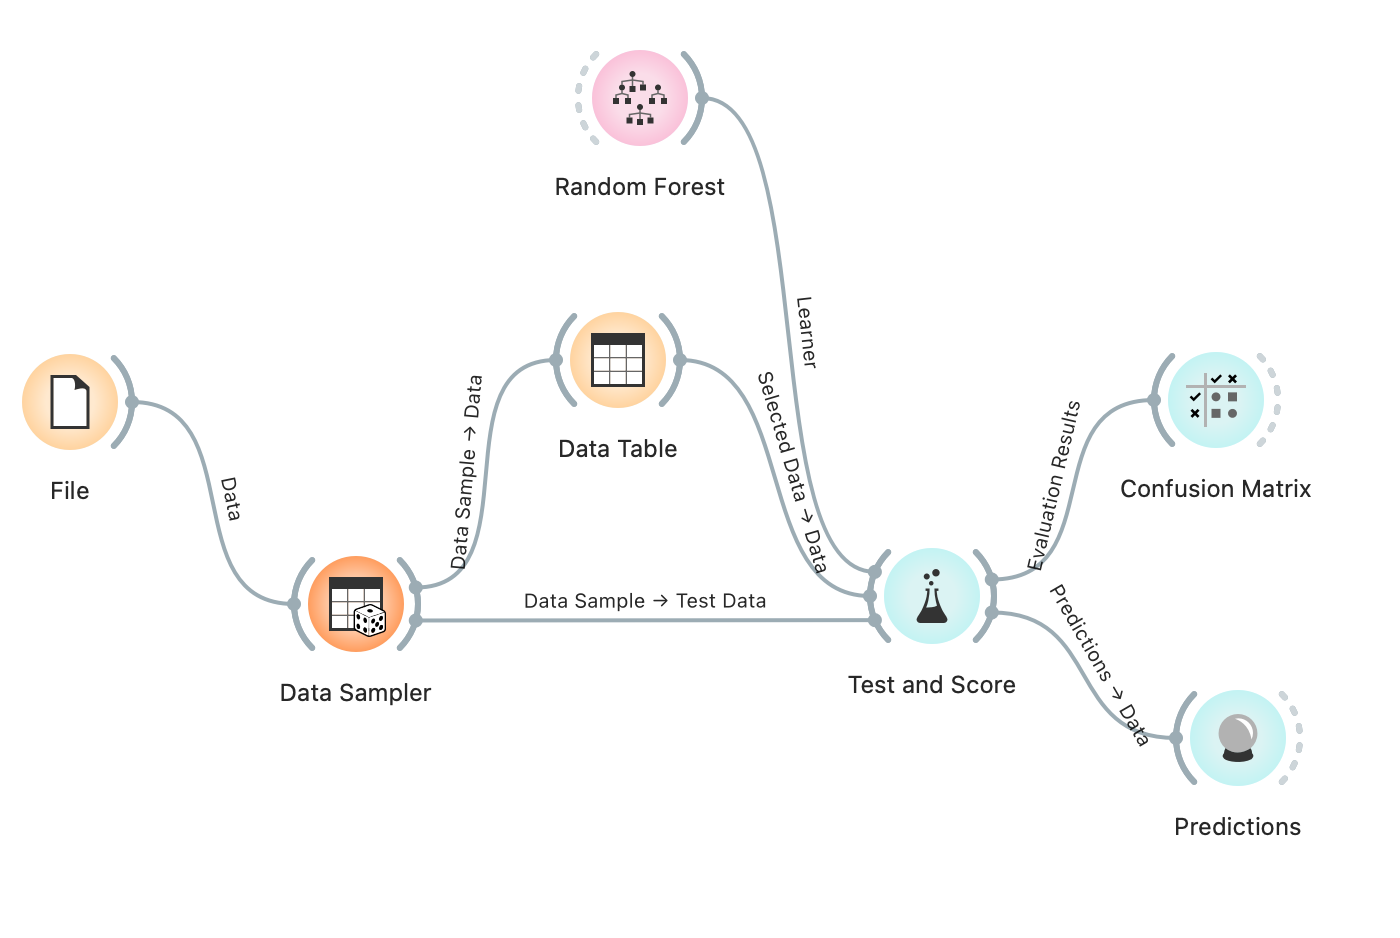 Random Forest
Learner
Data Table
Data Sample → Data
Selected Data → Data
File
Data
Data Sampler
Data Sample → Test Data
Test and Score
Evaluation Results
Confusion Matrix
Predictions → Data
Predictions